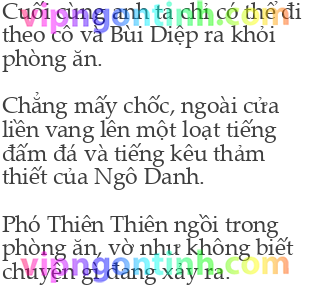 Cuối cùng anh ta chỉ có thể đi
vipngontinh.com
theo cô và Bùi Diệp ra khỏi
phòng ăn.
Chẳng mấy chốc, ngoài cửa
liền vang lên một loạt tiếng
đấm đá và tiếng kêu thảm
thiết của Ngô Danh.
Phó Thiên Thiên ngồi trong
phòng ăn, vờ như không biết
vipngontinh.com
chuyện gì đang xảy ra.